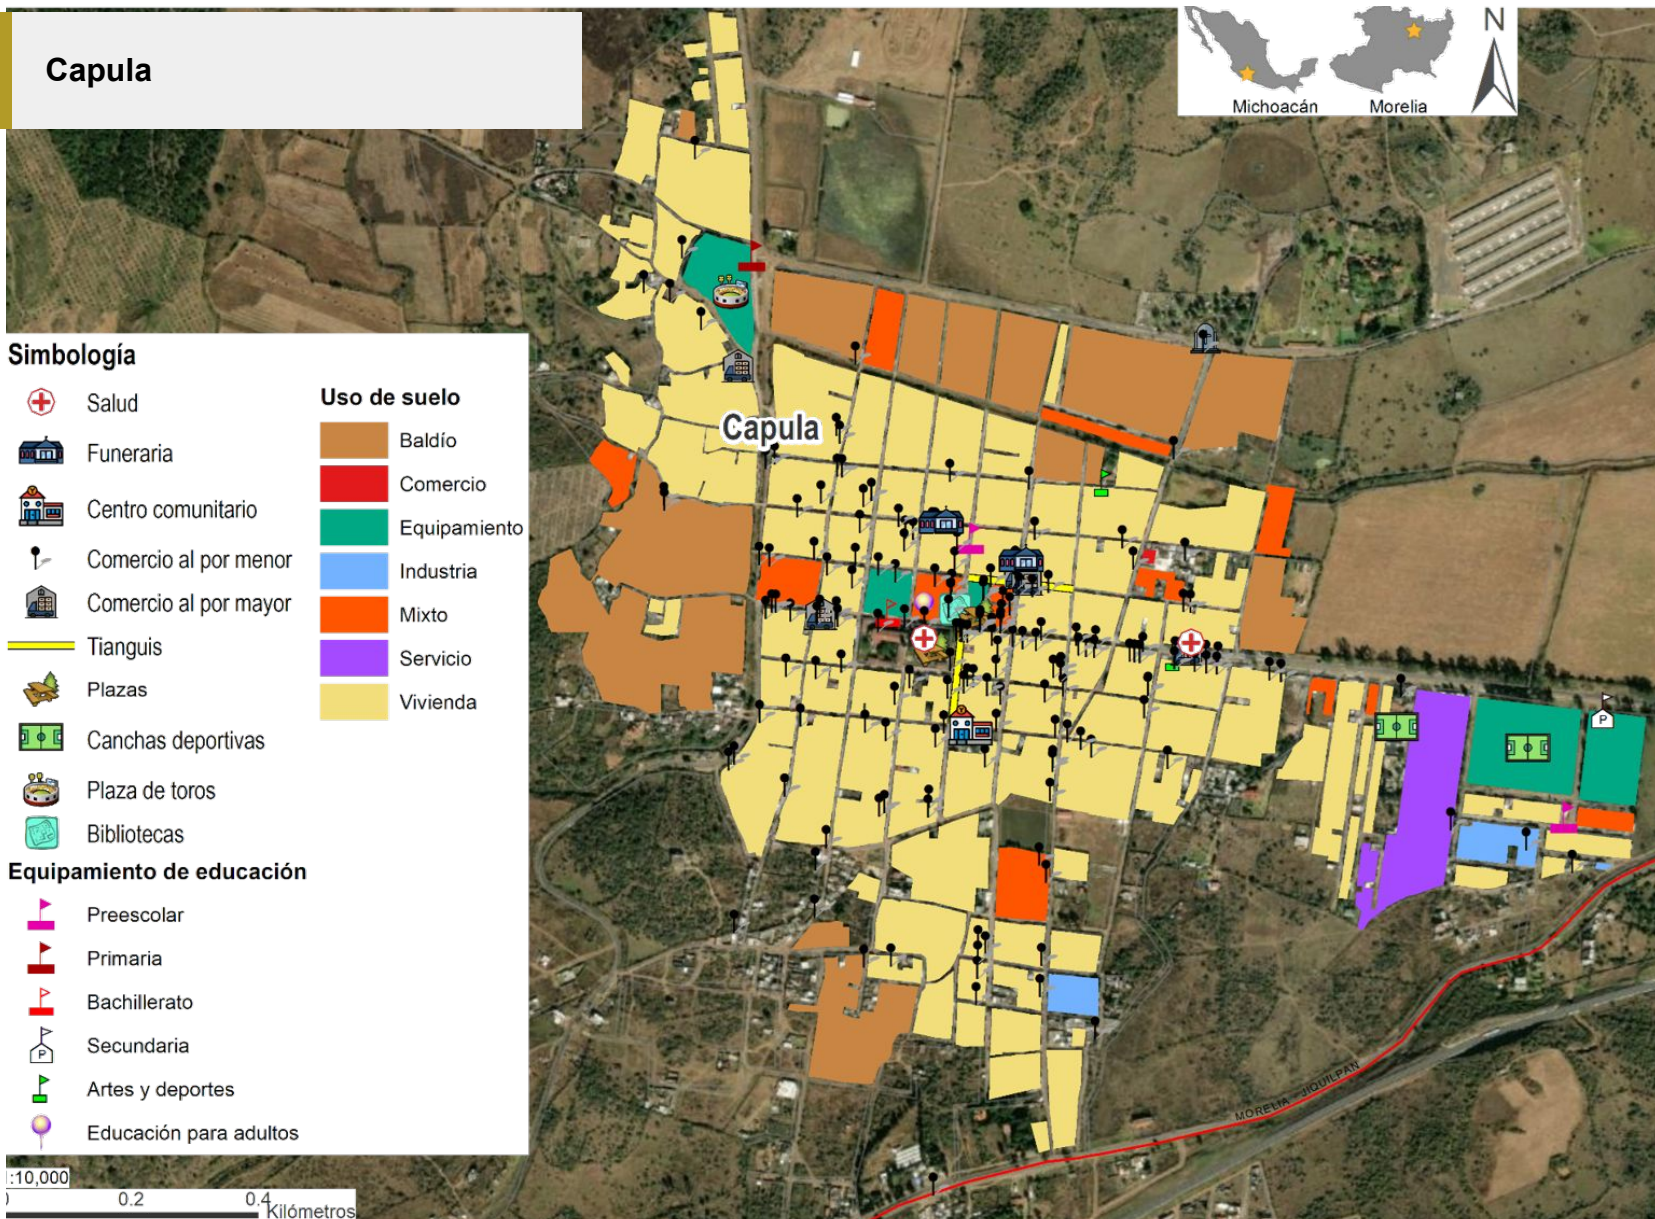 Capula
N
Michoacán
Morelia
Simbología
Salud
Funeraria
Centro comunitario
Comercio al por menor
Comercio al por mayor
Tianguis
Plazas
Canchas deportivas
Plaza de toros
Bibliotecas
Equipamiento de educación
Preescolar
Primaria
Bachillerato
P
Secundaria
Artes y deportes
Educación para adultos
Uso de suelo
Baldío
Comercio
Equipamiento
Industria
Mixto
Servicio
Vivienda
Capula
P
MORELIA - JIQUILPAN
:10,000
0.2
0.4
Kilómetros